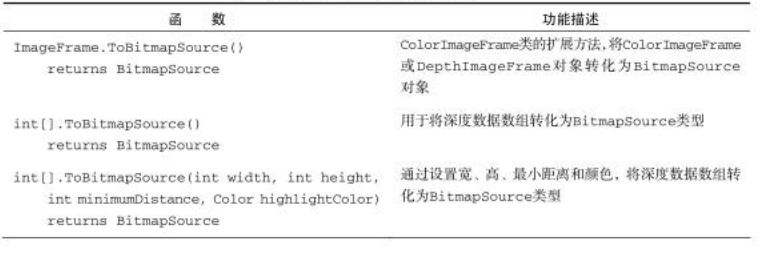 函 数 功能描述
ImageFrame.ToBitmapSource() ColorImageFrame类的扩展方法,将ColorImageFrame
returns BitmapSource 或DepthImageFrame对象转化为BitmapSource
对象
int[].ToBitmapSource() 用于将深度数据数组转化为BitmapSource类型
returns BitmapSource
int[].ToBitmapSource(int width, int height, 通过设置宽、高、最小距离和颜色,将深度数据数组转
int minimumDistance, Color highlightColor) 化为BitmapSource类型
returns BitmapSource